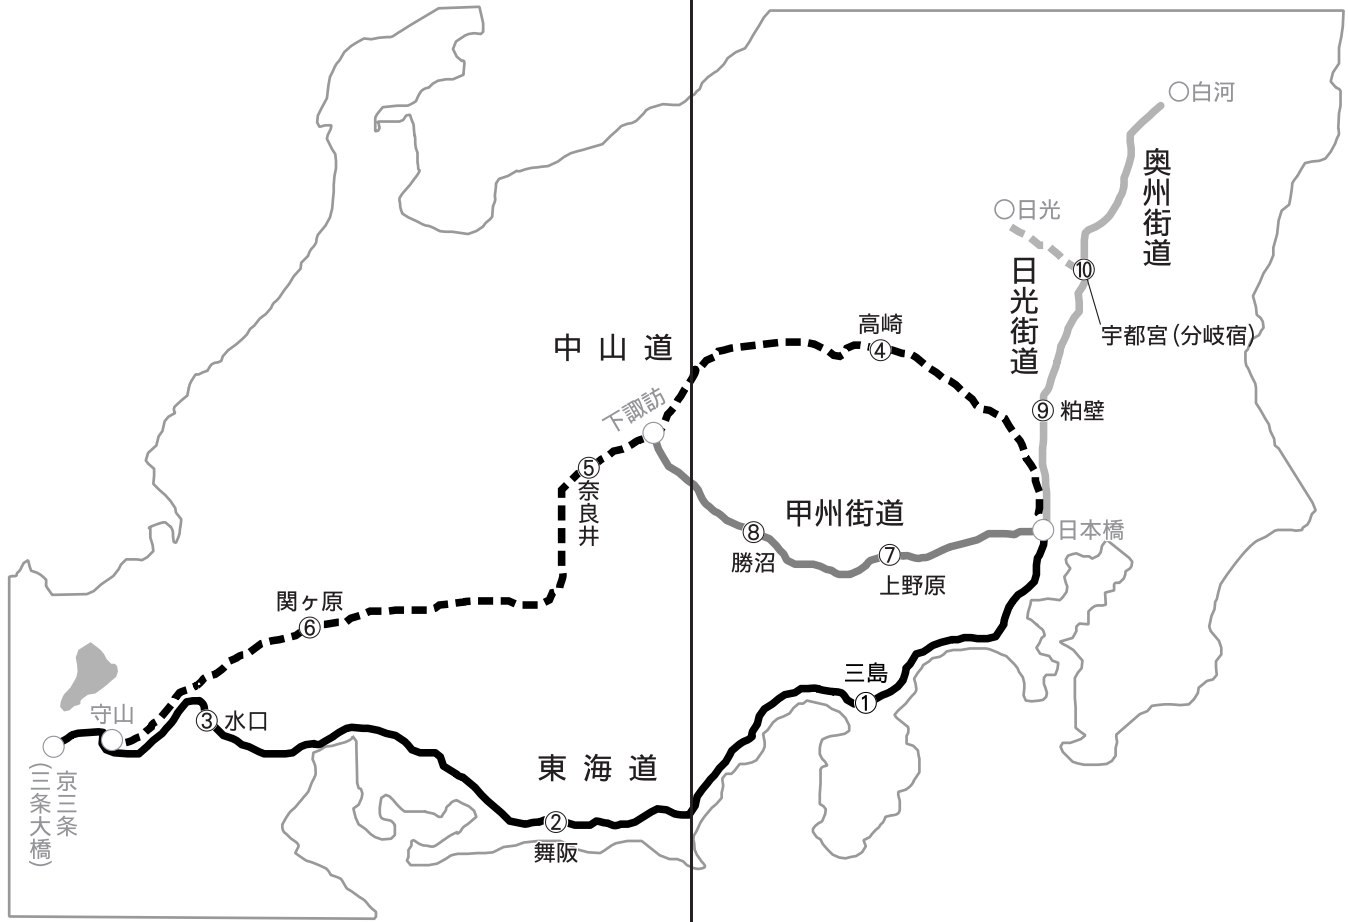 白河
奥州街道
日光
日光街道
⑩
宇都宮(分岐宿)
高崎
④
中山道
下諏訪
⑨ 粕壁
⑤
奈良井
甲州街道
日本橋
⑧
勝沼
⑦
上野原
関ヶ原
⑥
三島
①
守山
③ 水口
東海道
京三条
(三条大橋)
②
舞阪